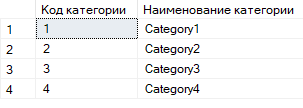 Код категории Наименование категории
1 1 Category1
2 2 Category2
3 3 Category3
4 4 Category4